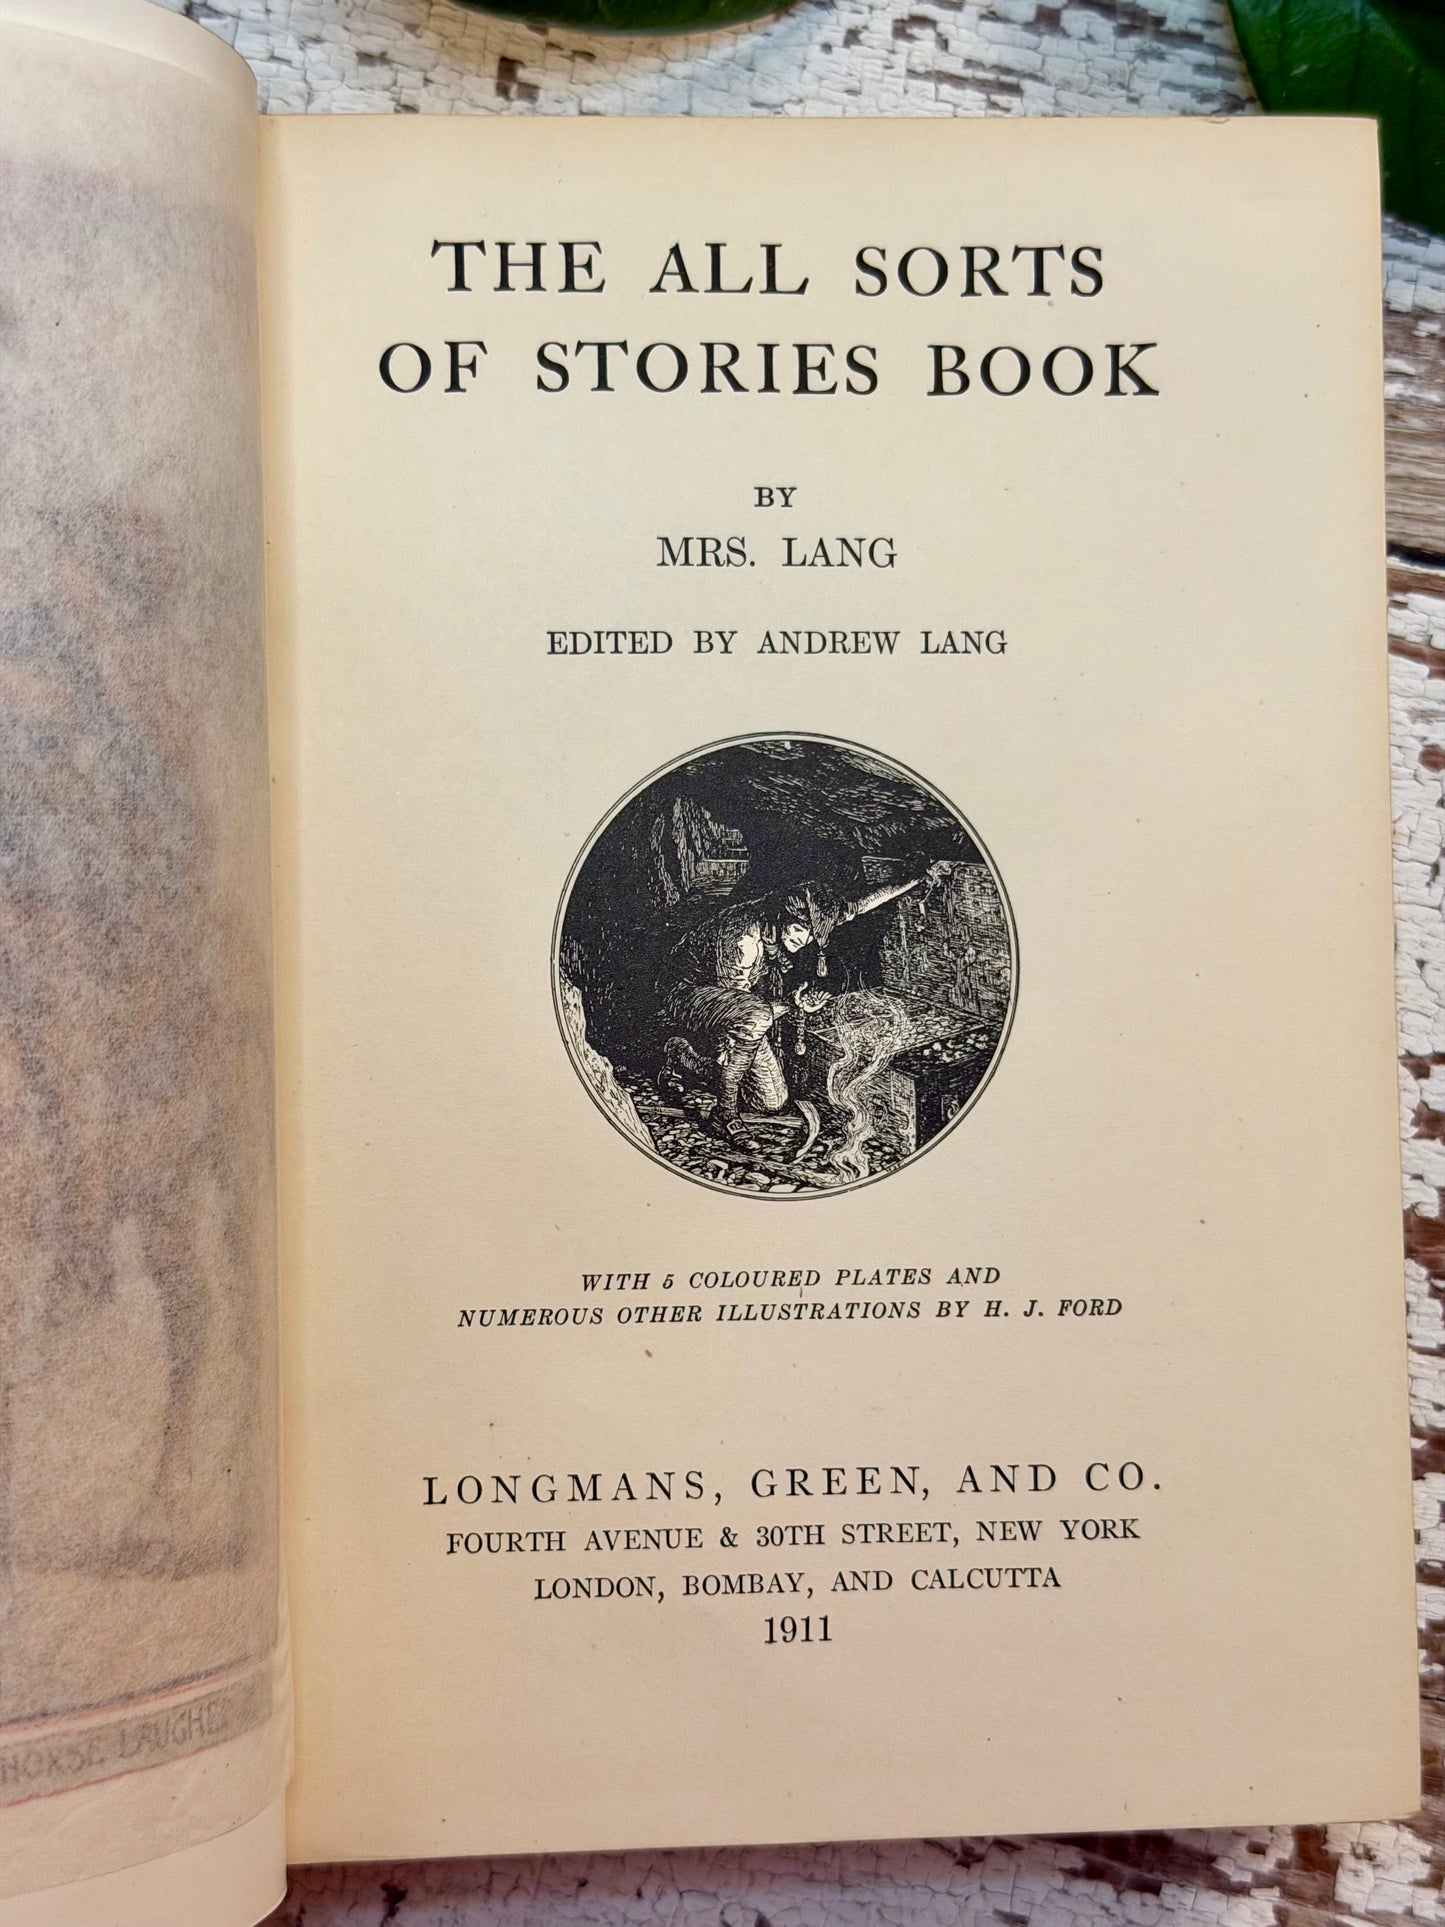 THE ALL SORTS
OF STORIES BOOK
BY
MRS. LANG
EDITED BY ANDREW LANG
WITH 5 COLOURED PLATES AND
NUMEROUS OTHER ILLUSTRATIONS BY H. J. FORD
LONGMANS, GREEN, AND CO.
FOURTH AVENUE & 30TH STREET, NEW YORK
LONDON, BOMBAY, AND CALCUTTA
1911
HORSE LAUGHED